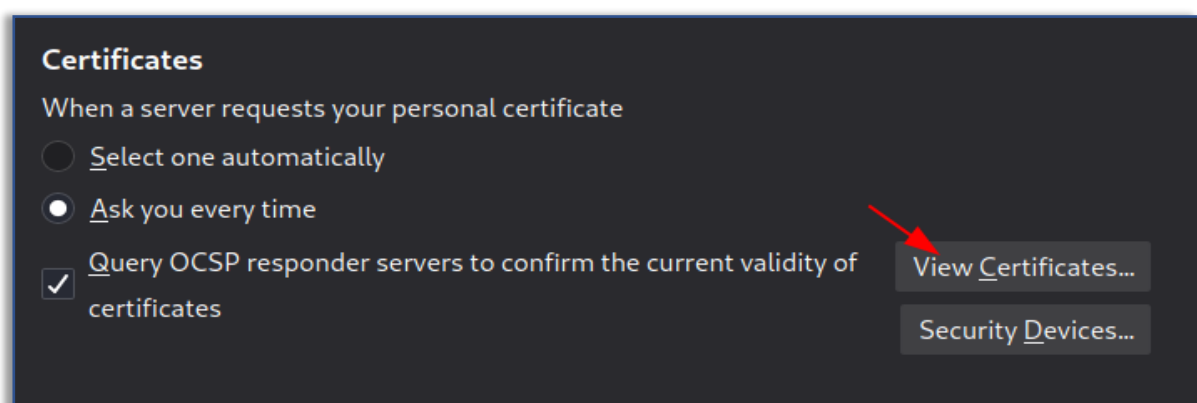 Certificates
When a server requests your personal certificate
Select one automatically
Ask you every time
Query OCSP responder servers to confirm the current validity of
certificates
View Certificates...
Security Devices...